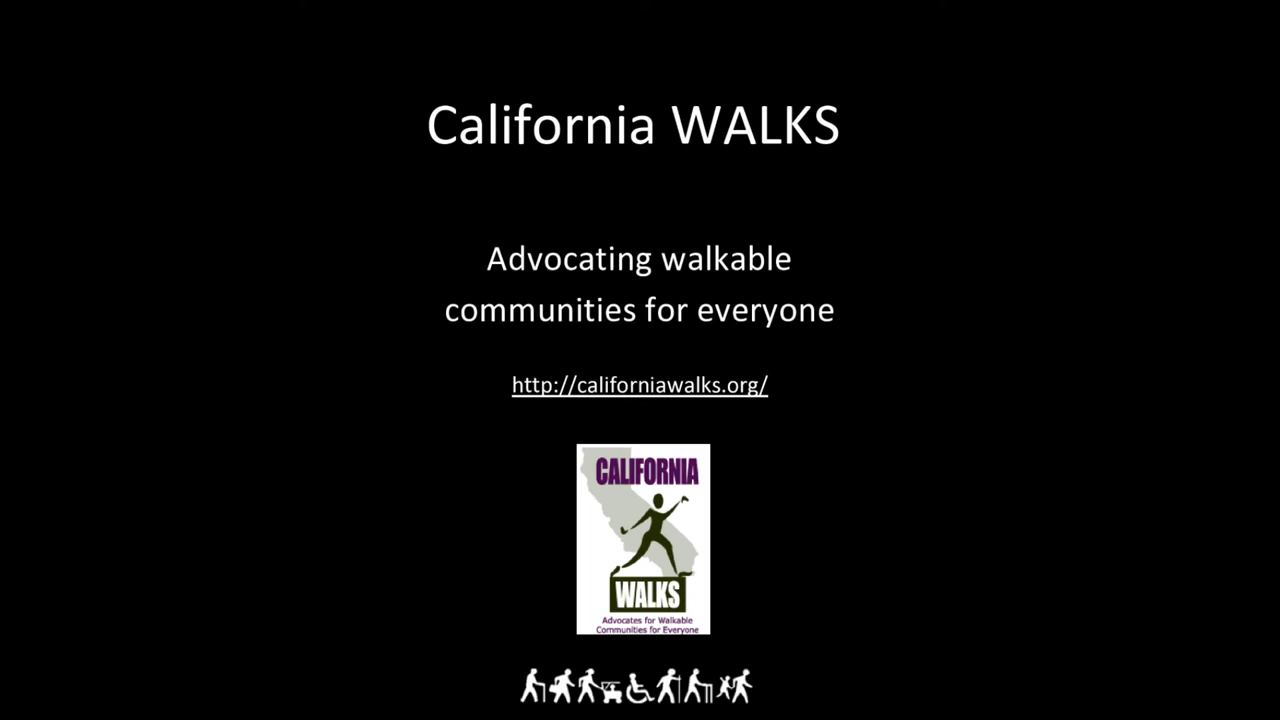 California WALKS
Advocating walkable
communities for everyone
http://californiawalks.org/
CALIFORNIA
WALKS
Advocates for Walkable
Communities for Everyone